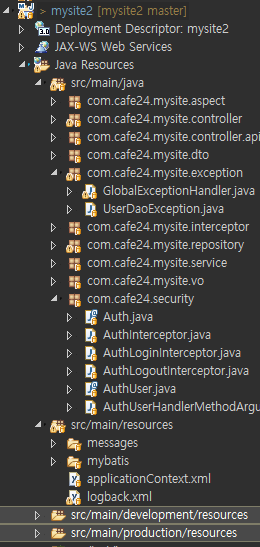 > mysite2 [mysite2 master]
Deployment Descriptor: mysite2
JAX-WS Web Services
Java Resources
src/main/java
com.cafe24.mysite.aspect
com.cafe24.mysite.controller
com.cafe24.mysite.controller.api
com.cafe24.mysite.dto
com.cafe24.mysite.exception
GlobalExceptionHandler.java
UserDaoException.java
com.cafe24.mysite.interceptor
com.cafe24.mysite.repository
com.cafe24.mysite.service
com.cafe24.mysite.vo
com.cafe24.security
Auth.java
AuthInterceptor.java
AuthLoginInterceptor.java
AuthLogoutInterceptor.java
AuthUser.java
AuthUserHandlerMethodArgu
src/main/resources
messages
mybatis
applicationContext.xml
logback.xml
src/main/development/resources
src/main/production/resources